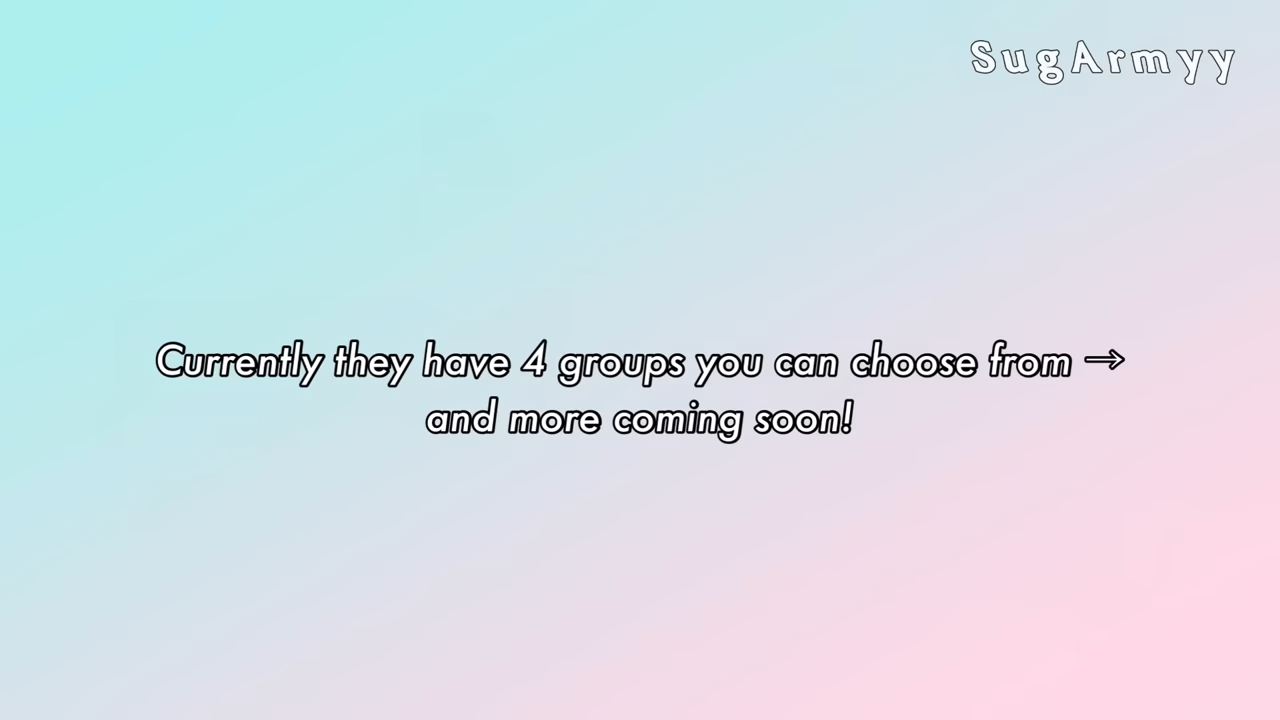 SugArmyy
Currently they have 4 groups you can choose from →
and more coming soon!